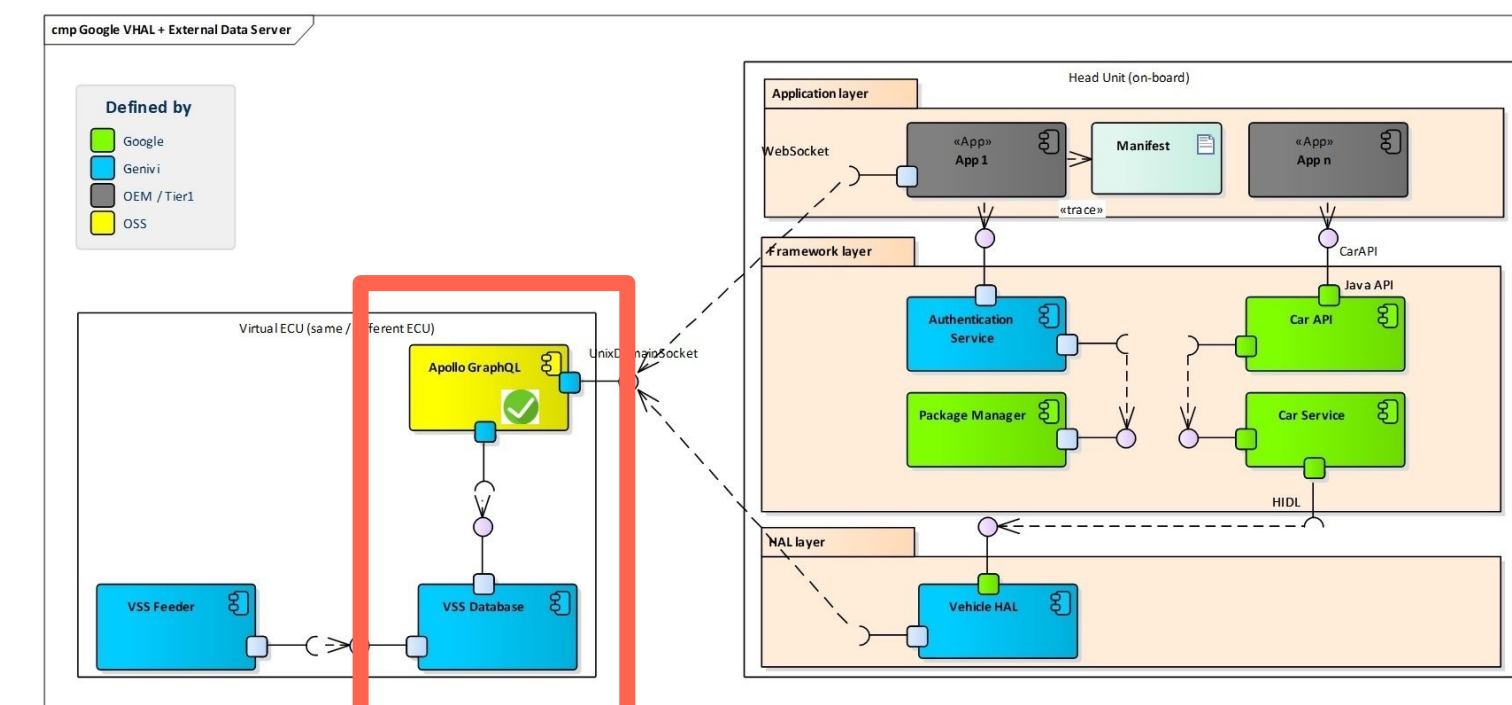 cmp Google VHAL + External Data Server
Defined by
Google
Genivi
OEM / Tier1
OSS
Head Unit (on-board)
Application layer
WebSocket
«App»
App 1
Manifest
«App»
App n
«trace»
Framework layer
CarAPI
Java API
Authentication
Service
Car API
Package Manager
Car Service
HIDL
HAL layer
Vehicle HAL
Virtual ECU (same / ferent ECU)
Apollo GraphQL
VSS Feeder
VSS Database